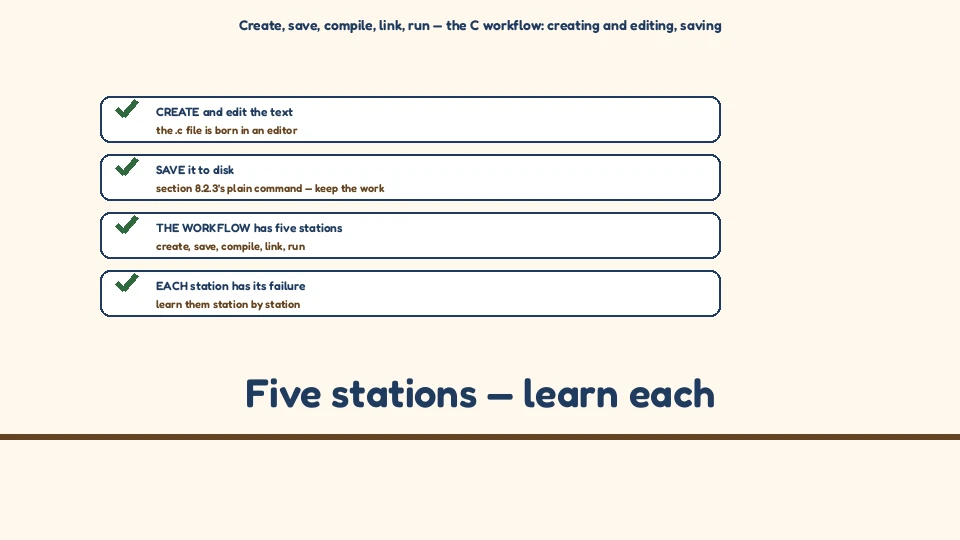 Create, save, compile, link, run — the C workflow: creating and editing, saving
CREATE and edit the text
the .c file is born in an editor
SAVE it to disk
section 8.2.3's plain command — keep the work
THE WORKFLOW has five stations
create, save, compile, link, run
EACH station has its failure
learn them station by station
Five stations — learn each